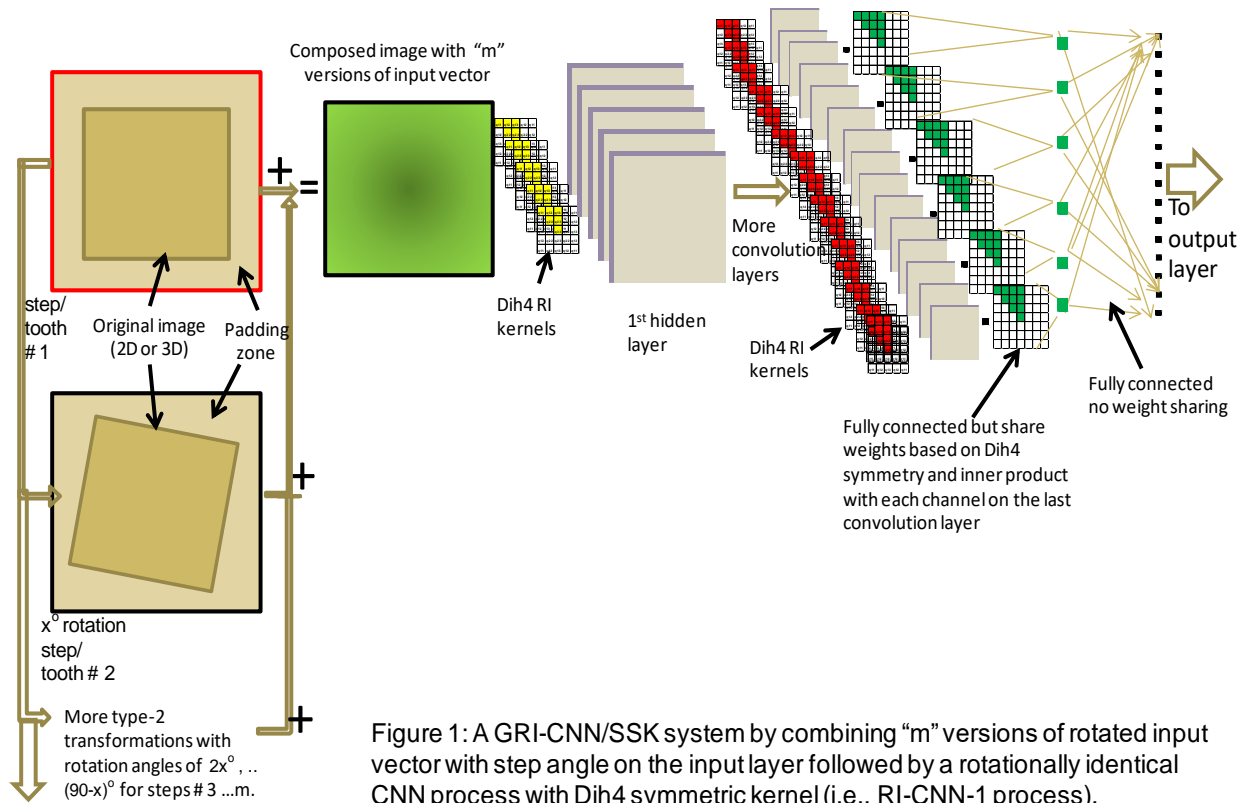 Composed image with “m”
versions of input vector
+
=
step/
tooth
# 1
Original image
(2D or 3D)
Padding
zone
Dih4 RI
kernels
1st hidden
layer
More
convolution
layers
Dih4 RI
kernels
To
output
layer
Fully connected
no weight sharing
Fully connected but share
weights based on Dih4
symmetry and inner product
with each channel on the last
convolution layer
+
x° rotation
step/
tooth # 2
+
More type-2
transformations with
rotation angles of 2x° , ..
(90-x)° for steps # 3 ...m.
Figure 1: A GRI-CNN/SSK system by combining “m” versions of rotated input
vector with step angle on the input layer followed by a rotationally identical
CNN process with Dih4 symmetric kernel (i.e., RI-CNN-1 process).